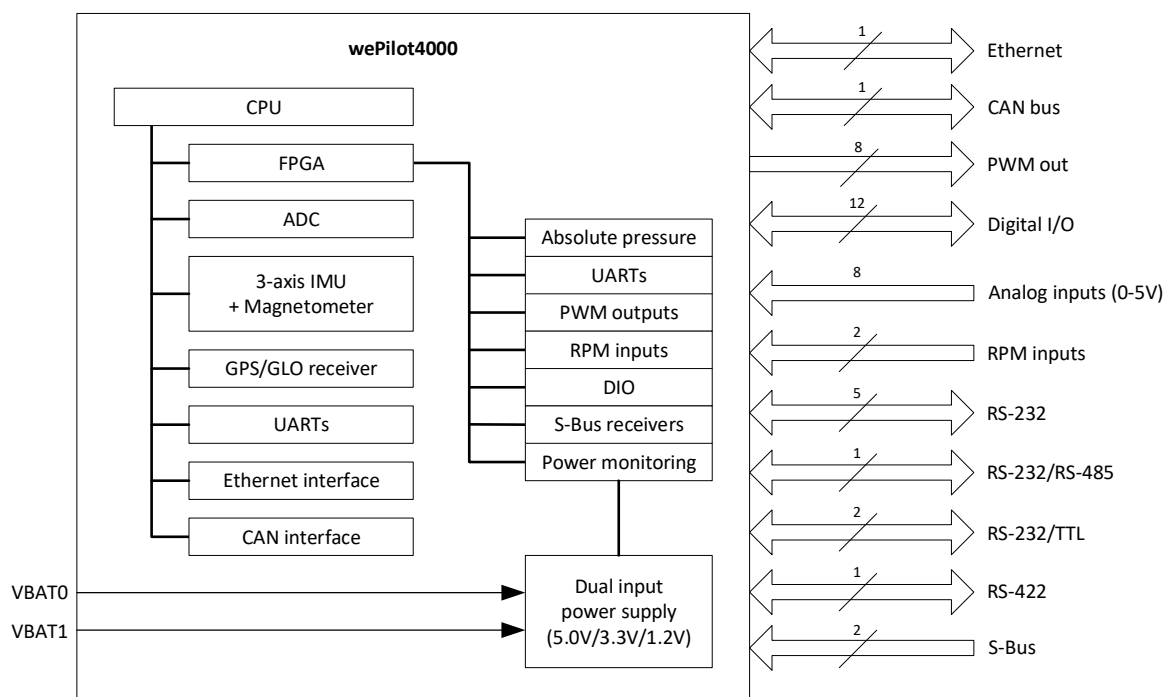 wePilot4000
CPU
FPGA
ADC
3-axis IMU
+ Magnetometer
GPS/GLO receiver
UARTs
Ethernet interface
CAN interface
Absolute pressure
UARTs
PWM outputs
RPM inputs
DIO
S-Bus receivers
Power monitoring
Dual input
power supply
(5.0V/3.3V/1.2V)
VBAT0
VBAT1
1
Ethernet
1
CAN bus
8
PWM out
12
Digital I/O
8
Analog inputs (0-5V)
2
RPM inputs
5
RS-232
1
RS-232/RS-485
2
RS-232/TTL
1
RS-422
2
S-Bus